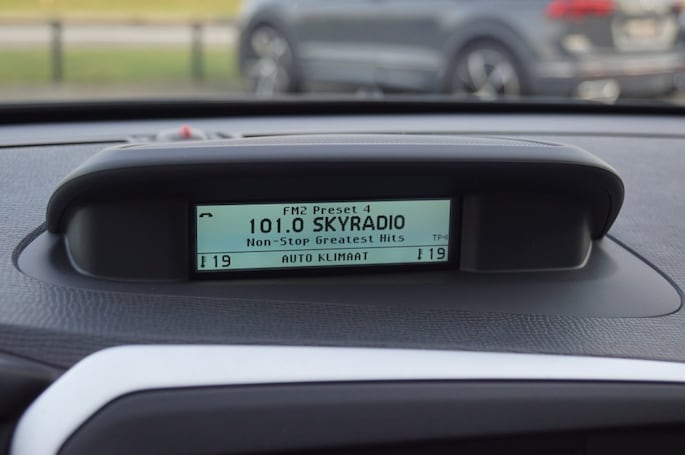 FM2 Preset 4
101.0 SKYRADIO
Non-Stop Greatest Hits
TP
19 AUTO KLIMAAT 19